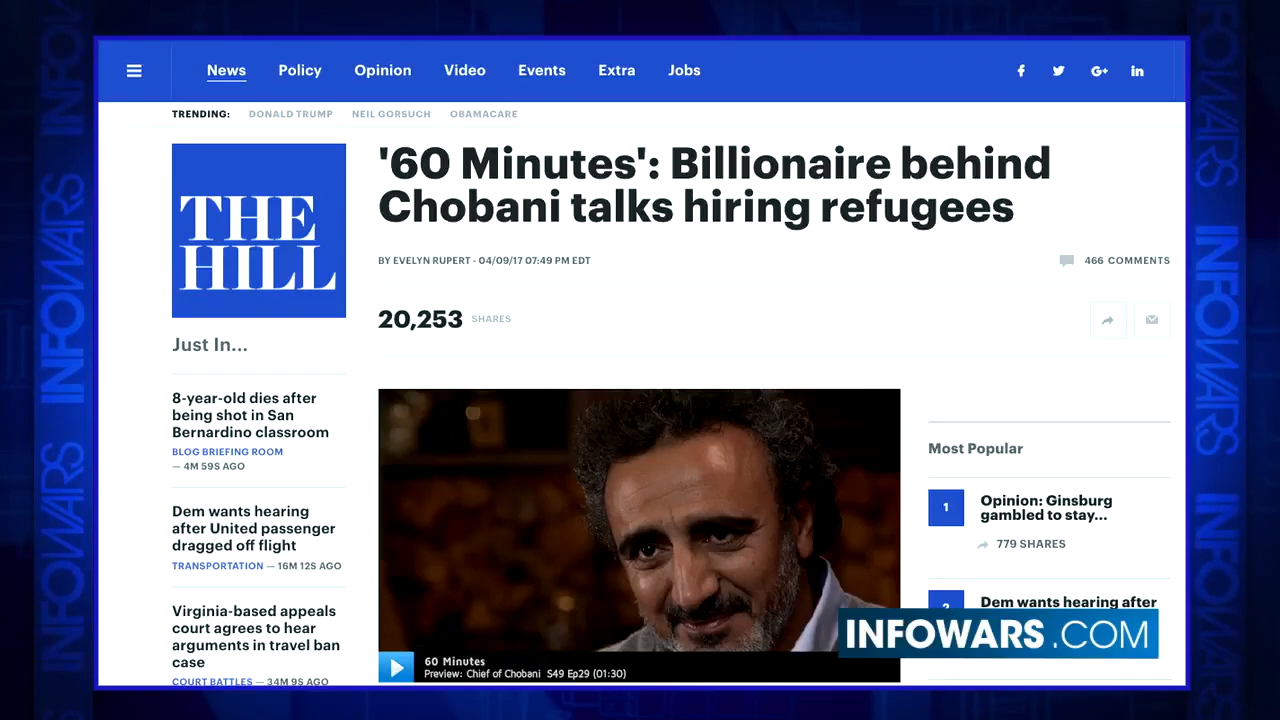 News Policy Opinion Video Events Extra Jobs
TRENDING: DONALD TRUMP NEIL GORSUCH OBAMACARE
THE
HILL
'60 Minutes': Billionaire behind
Chobani talks hiring refugees
BY EVELYN RUPERT - 04/09/17 07:49 PM EDT
466 COMMENTS
20,253 SHARES
Just In...
8-year-old dies after
being shot in San
Bernardino classroom
BLOG BRIEFING ROOM
— 4M 59S AGO
Dem wants hearing
after United passenger
dragged off flight
TRANSPORTATION — 16M 12S AGO
Virginia-based appeals
court agrees to hear
arguments in travel ban
case
COURT BATTLES — 34M 9S AGO
60 Minutes
Preview: Chief of Chobani S49 Ep29 (01:30)
Most Popular
1
Opinion: Ginsburg
gambled to stay...
779 SHARES
2
Dem wants hearing after
INFOWARS.COM
INFOWARS
INFOWARS
INFOWARS
INFOWARS